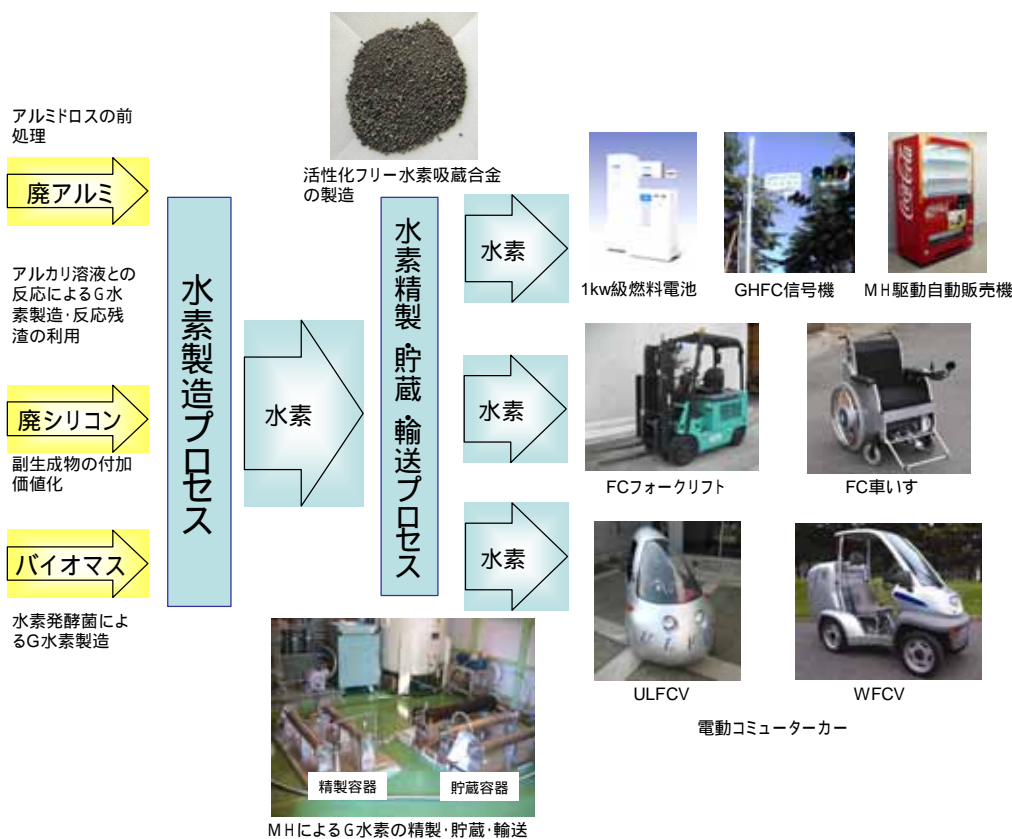 アルミドロスの前
処理
廃アルミ
アルカリ溶液との
反応によるG水
素製造・反応残
渣の利用
廃シリコン
副生成物の付加
価値化
バイオマス
水素発酵菌によ
るG水素製造
水素製造プロセス
水素
活性化フリー水素吸蔵合金
の製造
水素精製・貯蔵・輸送プロセス
精製容器
貯蔵容器
MHによるG水素の精製・貯蔵・輸送
水素
水素
水素
1kw級燃料電池
GHFC信号機
Coca-Cola
MH駆動自動販売機
FCフォークリフト
FC車いす
ULFCV
WFCV
電動コミューターカー